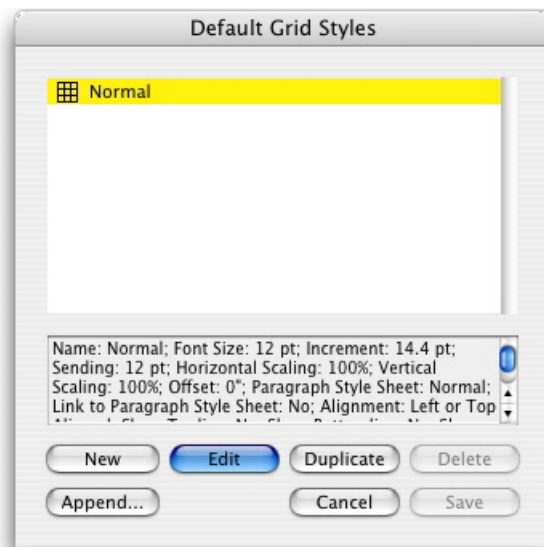 Default Grid Styles
Normal
Name: Normal; Font Size: 12 pt; Increment: 14.4 pt;
Sending: 12 pt; Horizontal Scaling: 100%; Vertical
Scaling: 100%; Offset: 0"; Paragraph Style Sheet: Normal;
Link to Paragraph Style Sheet: No; Alignment: Left or Top
New
Edit
Duplicate
Delete
Append...
Cancel
Save